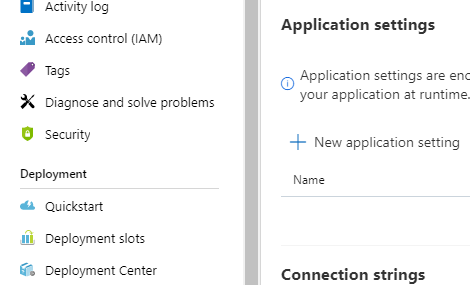 Activity log
Access control (IAM)
Tags
Diagnose and solve problems
Security
Deployment
Quickstart
Deployment slots
Deployment Center
Application settings
Application settings are enc
your application at runtime.
New application setting
Name
Connection strings